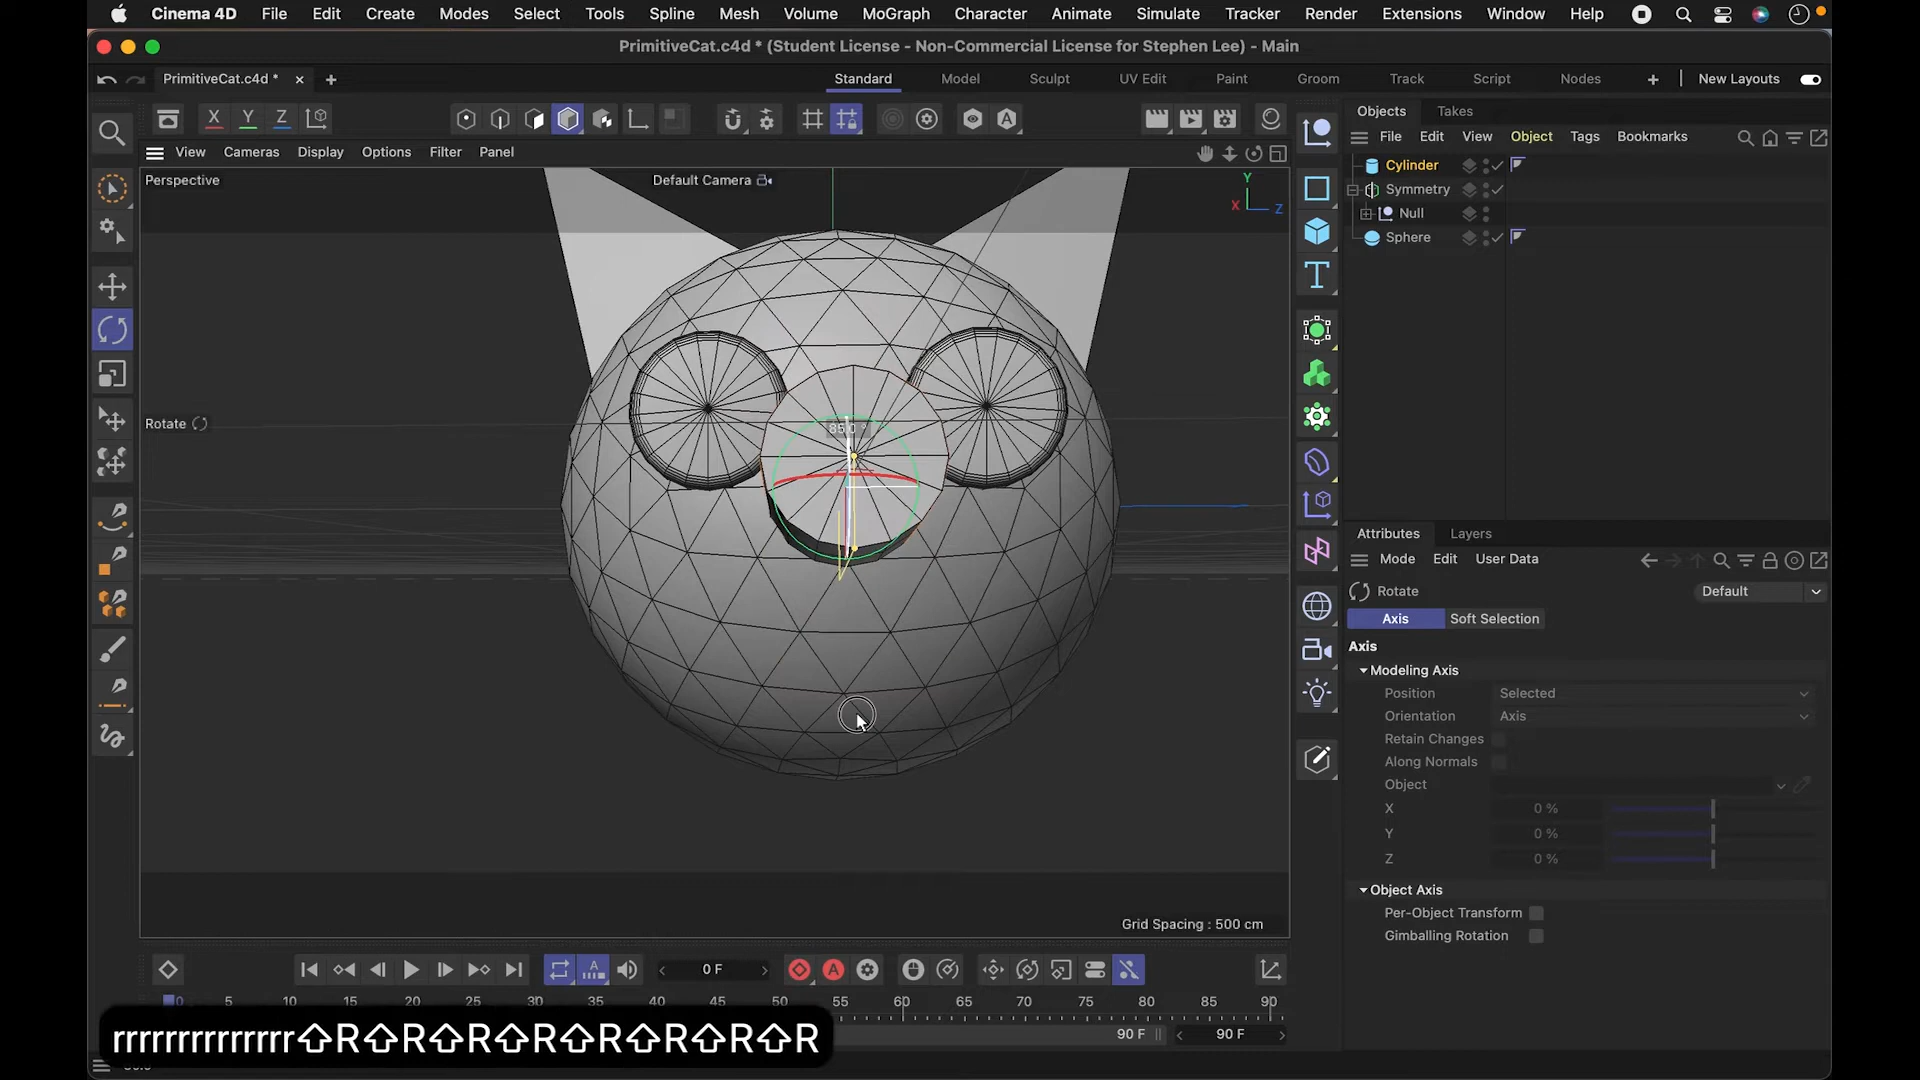 Cinema 4D File Edit Create Modes Select Tools Spline Mesh Volume MoGraph Character Animate Simulate Tracker Render Extensions Window Help
PrimitiveCat.c4d * (Student License - Non-Commercial License for Stephen Lee) - Main
PrimitiveCat.c4d * Standard Model Sculpt UV Edit Paint Groom Track Script Nodes New Layouts
X Y Z
Objects Takes
View Cameras Display Options Filter Panel
File Edit View Object Tags Bookmarks
Perspective
Default Camera
Y
X Z
Cylinder
Symmetry
Null
Sphere
Rotate
85.0 °
Attributes Layers
Mode Edit User Data
Rotate
Default
Axis Soft Selection
Axis
Modeling Axis
Position Selected
Orientation Axis
Retain Changes
Along Normals
Object
X 0 %
Y 0 %
Z 0 %
Object Axis
Per-Object Transform
Gimballing Rotation
Grid Spacing : 500 cm
0 F
0 5 10 15 20 25 30 35 40 45 50 55 60 65 70 75 80 85 90
90 F 90 F
rrrrrrrrrrrrrr⇧R⇧R⇧R⇧R⇧R⇧R⇧R⇧R